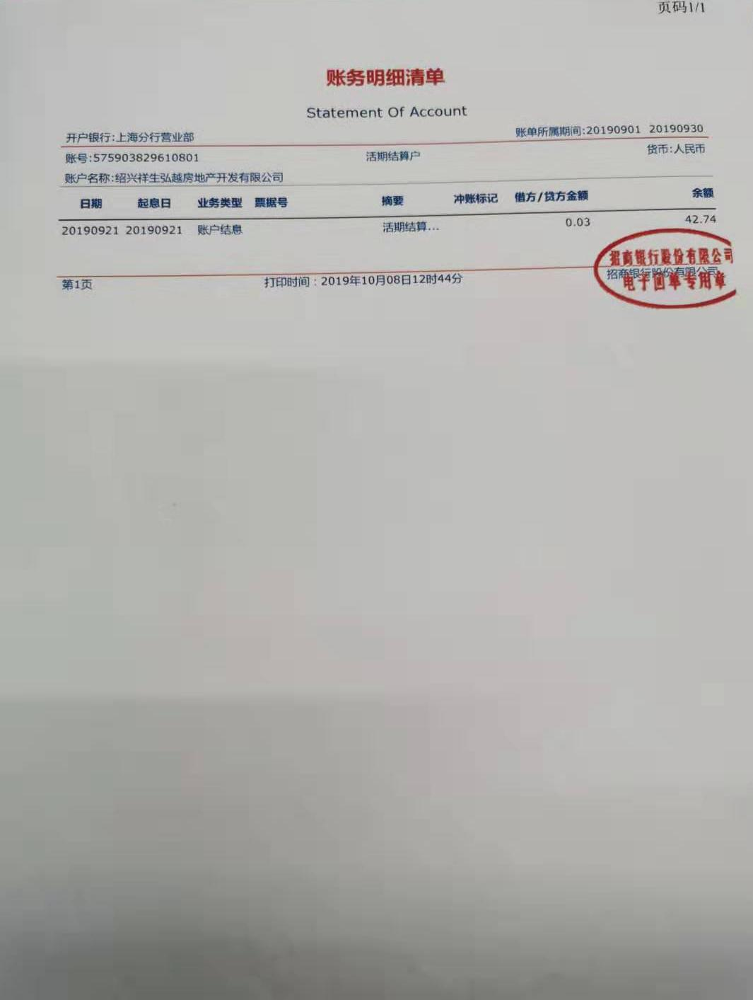 页码1/1
账务明细清单
Statement Of Account
开户银行:上海分行营业部 账单所属期间:20190901 20190930
账号:575903829610801 活期结算户 货币:人民币
账户名称:绍兴祥生弘越房地产开发有限公司
日期 起息日 业务类型 票据号 摘要 冲账标记 借方/贷方金额 余额
20190921 20190921 账户结息 活期结算... 0.03 42.74
招商银行股份有限公司
招商银行股份有限公司
电子回单专用章
第1页 打印时间：2019年10月08日12时44分